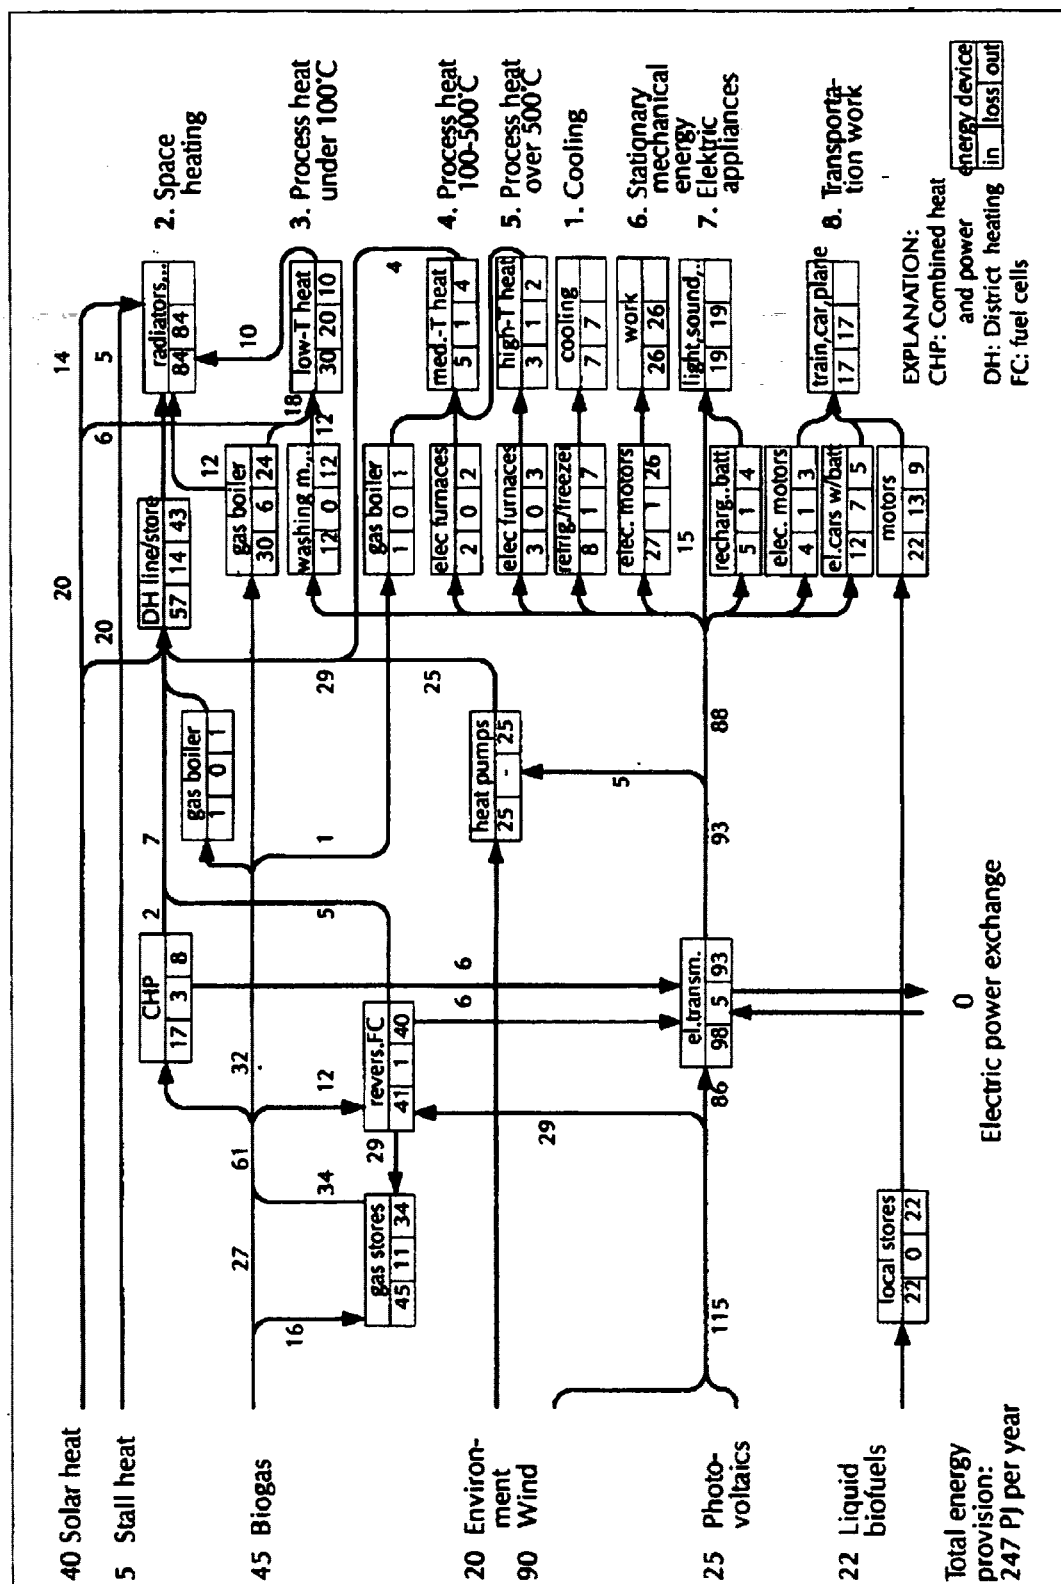 40 Solar heat
5 Stall heat
45 Biogas
20 Environ-
ment
90 Wind
25 Photo-
voltaics
22 Liquid
biofuels
Total energy
provision:
247 PJ per year
16
27
gas stores
45 11 34
34
29
61
12
32
CHP
17 3 8
revers.FC
41 1 40
2
5
7
1
gas boiler
1 0 1
6
6
115
29
86
el.transm.
98 5 93
0
Electric power exchange
local stores
22 0 22
heat pumps
25 - 25
5
93
88
25
29
20
20
DH line/store
57 14 43
6
14
5
12
18
12
10
4
15
gas boiler
30 6 24
washing m.,..
12 0 12
gas boiler
1 0 1
elec furnaces
2 0 2
elec furnaces
3 0 3
refrig./freezer
8 1 7
elec. motors
27 1 26
recharg..batt
5 1 4
elec. motors
4 1 3
el.cars w/batt
12 7 5
motors
22 13 9
radiators...
84 84
low-T heat
30 20 10
med.-T heat
5 1 4
high-T heat
3 1 2
cooling
7 7
work
26 26
light,sound,..
19 19
train,car,plane
17 17
2. Space
heating
3. Process heat
under 100°C
4. Process heat
100-500°C
5. Process heat
over 500°C
1. Cooling
6. Stationary
mechanical
energy
7. Elektric
appliances
8. Transporta-
tion work
EXPLANATION:
CHP: Combined heat
and power
DH: District heating
FC: fuel cells
energy device
in loss out